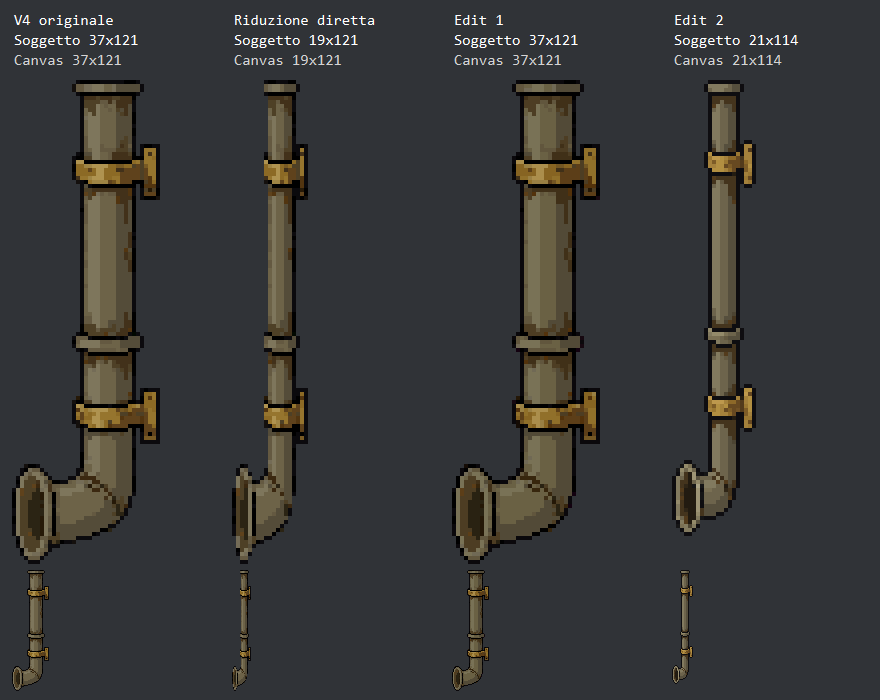 V4 originale
Soggetto 37x121
Canvas 37x121
Riduzione diretta
Soggetto 19x121
Canvas 19x121
Edit 1
Soggetto 37x121
Canvas 37x121
Edit 2
Soggetto 21x114
Canvas 21x114